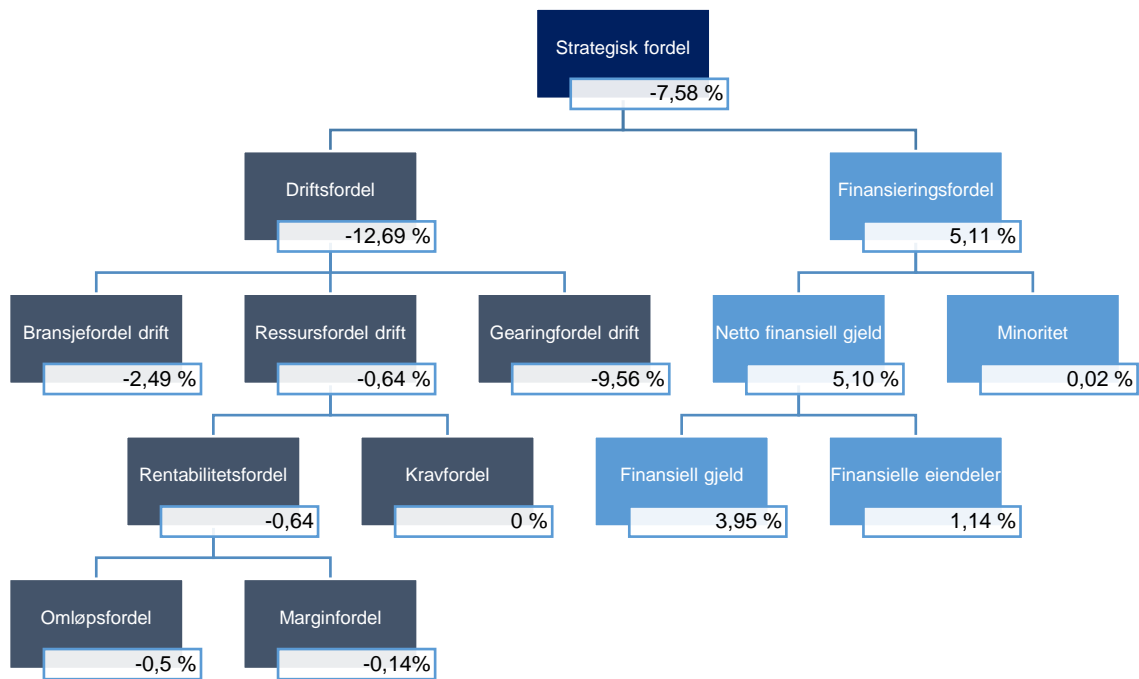 Strategisk fordel
-7,58 %
Driftsfordel
-12,69 %
Finansieringsfordel
5,11 %
Bransjefordel drift
-2,49 %
Ressursfordel drift
-0,64 %
Gearingfordel drift
-9,56 %
Netto finansiell gjeld
5,10 %
Minoritet
0,02 %
Rentabilitetsfordel
-0,64
Kravfordel
0 %
Finansiell gjeld
3,95 %
Finansielle eiendeler
1,14 %
Omløpsfordel
-0,5 %
Marginfordel
-0,14%